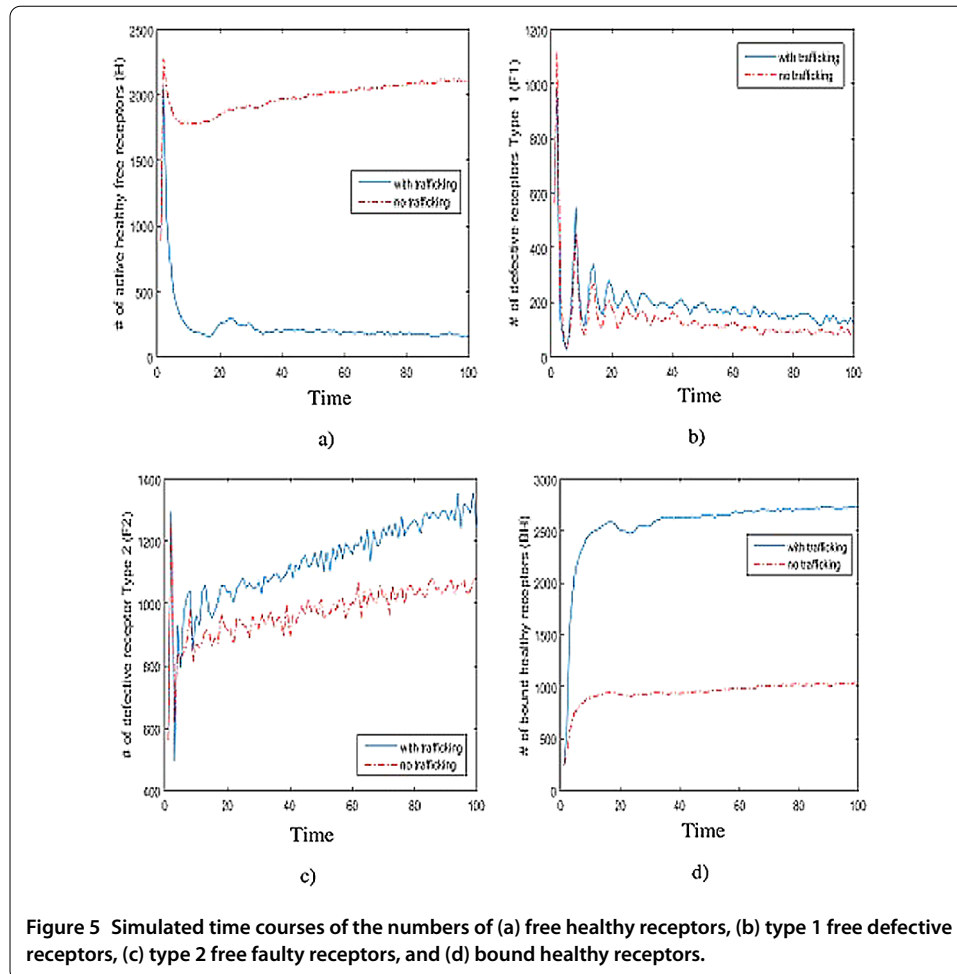 # of active healthy free receptors (H)
2500
2000
1500
1000
500
0
with trafficking
no trafficking
0 20 40 60 80 100
Time
a)
# of defective receptors Type 1 (F1)
1200
1000
800
600
400
200
0
with trafficking
no trafficking
0 20 40 60 80 100
Time
b)
# of defective receptor Type 2 (F2)
1400
1200
1000
800
600
400
with trafficking
no trafficking
0 20 40 60 80 100
Time
c)
# of bound healthy receptors (BH)
3000
2500
2000
1500
1000
500
0
with trafficking
no trafficking
0 20 40 60 80 100
Time
d)
Figure 5 Simulated time courses of the numbers of (a) free healthy receptors, (b) type 1 free defective
receptors, (c) type 2 free faulty receptors, and (d) bound healthy receptors.